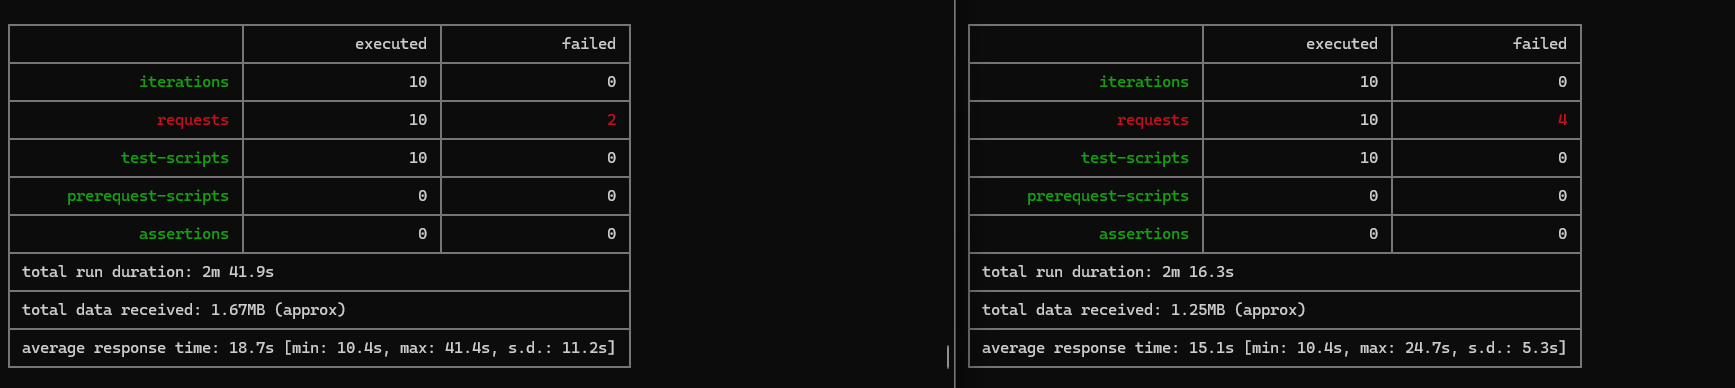 executed failed
iterations 10 0
requests 10 2
test-scripts 10 0
prerequest-scripts 0 0
assertions 0 0
total run duration: 2m 41.9s
total data received: 1.67MB (approx)
average response time: 18.7s [min: 10.4s, max: 41.4s, s.d.: 11.2s]
executed failed
iterations 10 0
requests 10 4
test-scripts 10 0
prerequest-scripts 0 0
assertions 0 0
total run duration: 2m 16.3s
total data received: 1.25MB (approx)
average response time: 15.1s [min: 10.4s, max: 24.7s, s.d.: 5.3s]